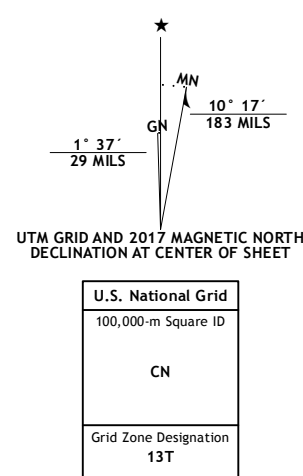 ★
MN
GN
10° 17´
183 MILS
1° 37´
29 MILS
UTM GRID AND 2017 MAGNETIC NORTH
DECLINATION AT CENTER OF SHEET
U.S. National Grid
100,000-m Square ID
CN
Grid Zone Designation
13T